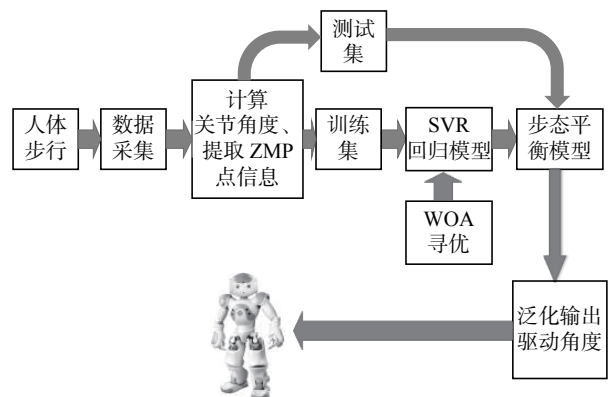 测试
集
人体
步行
数据
采集
计算
关节角度、
提取 ZMP
点信息
训练
集
SVR
回归模型
步态平
衡模型
WOA
寻优
泛化输出
驱动角度